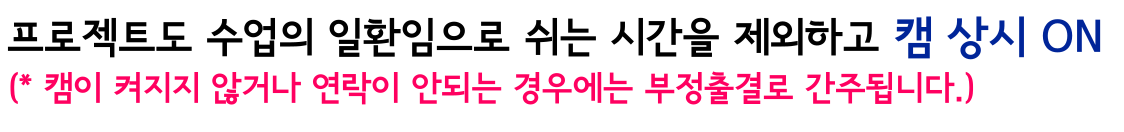 프로젝트도 수업의 일환임으로 쉬는 시간을 제외하고 캠 상시 ON
(* 캠이 켜지지 않거나 연락이 안되는 경우에는 부정출결로 간주됩니다.)